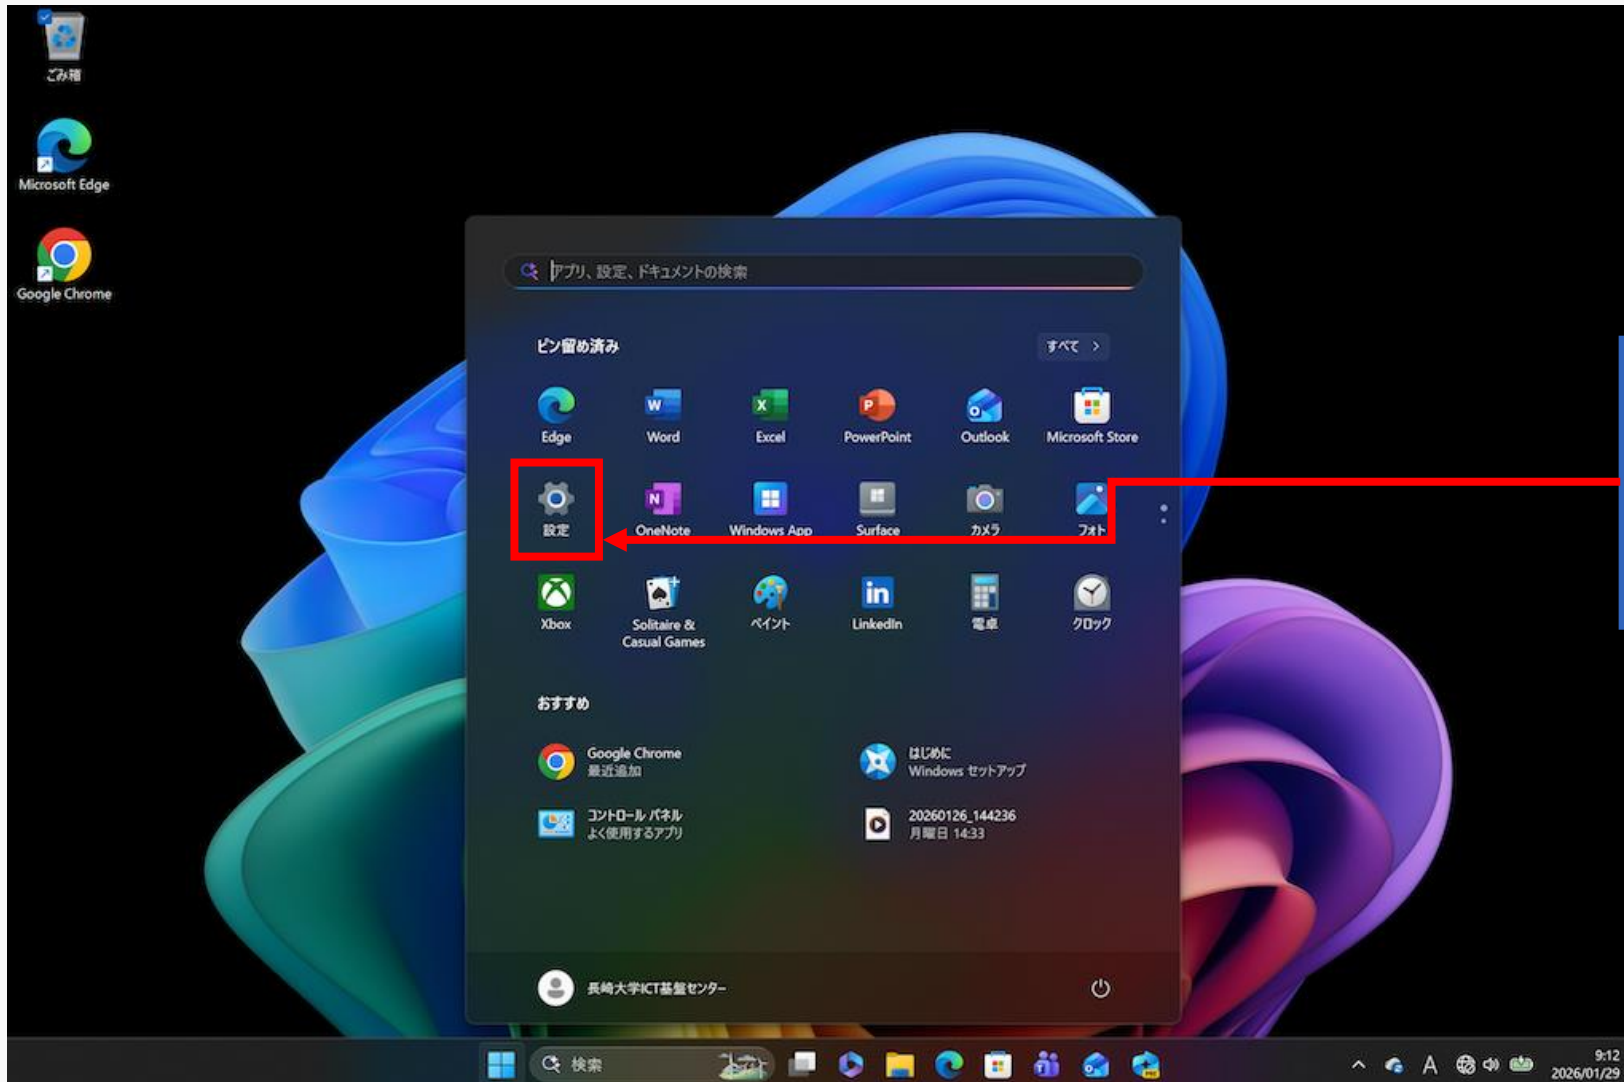 ごみ箱
Microsoft Edge
Google Chrome
アプリ、設定、ドキュメントの検索
ピン留め済み
すべて
Edge
Word
Excel
PowerPoint
Outlook
Microsoft Store
設定
OneNote
Windows App
Surface
カメラ
フォト
Xbox
Solitaire &
Casual Games
ペイント
LinkedIn
電卓
クロック
おすすめ
Google Chrome
最近追加
はじめに
Windows セットアップ
コントロール パネル
よく使用するアプリ
20260126_144236
月曜日 14:33
長崎大学ICT基盤センター
検索
A
9:12
2026/01/29